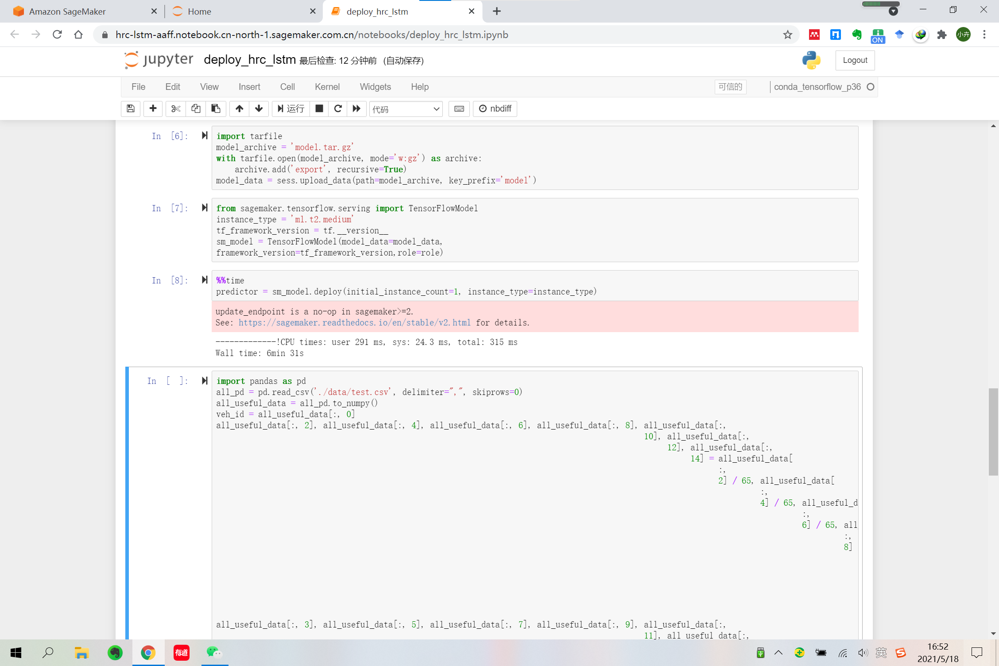 Amazon SageMaker
Home
deploy_hrc_lstm
hrc-lstm-aaff.notebook.cn-north-1.sagemaker.com.cn/notebooks/deploy_hrc_lstm.ipynb
ON
小卉
jupyter deploy_hrc_lstm 最后检查: 12 分钟前 (自动保存)
Logout
File Edit View Insert Cell Kernel Widgets Help
可信的
conda_tensorflow_p36
运行
代码
nbdiff
In [6]:
import tarfile
model_archive = 'model.tar.gz'
with tarfile.open(model_archive, mode='w:gz') as archive:
    archive.add('export', recursive=True)
model_data = sess.upload_data(path=model_archive, key_prefix='model')
In [7]:
from sagemaker.tensorflow.serving import TensorFlowModel
instance_type = 'ml.t2.medium'
tf_framework_version = tf.__version__
sm_model = TensorFlowModel(model_data=model_data,
framework_version=tf_framework_version,role=role)
In [8]:
%%time
predictor = sm_model.deploy(initial_instance_count=1, instance_type=instance_type)
update_endpoint is a no-op in sagemaker>=2.
See: https://sagemaker.readthedocs.io/en/stable/v2.html for details.
-------------!CPU times: user 291 ms, sys: 24.3 ms, total: 315 ms
Wall time: 6min 31s
In [ ]:
import pandas as pd
all_pd = pd.read_csv('./data/test.csv', delimiter=",", skiprows=0)
all_useful_data = all_pd.to_numpy()
veh_id = all_useful_data[:, 0]
all_useful_data[:, 2], all_useful_data[:, 4], all_useful_data[:, 6], all_useful_data[:, 8], all_useful_data[:,
10], all_useful_data[:,
12], all_useful_data[:,
14] = all_useful_data[
:,
2] / 65, all_useful_data[
:,
4] / 65, all_useful_d
:,
6] / 65, all_
:,
8]
all_useful_data[:, 3], all_useful_data[:, 5], all_useful_data[:, 7], all_useful_data[:, 9], all_useful_data[:,
11], all_useful_data[:,
有道
英
16:52
2021/5/18